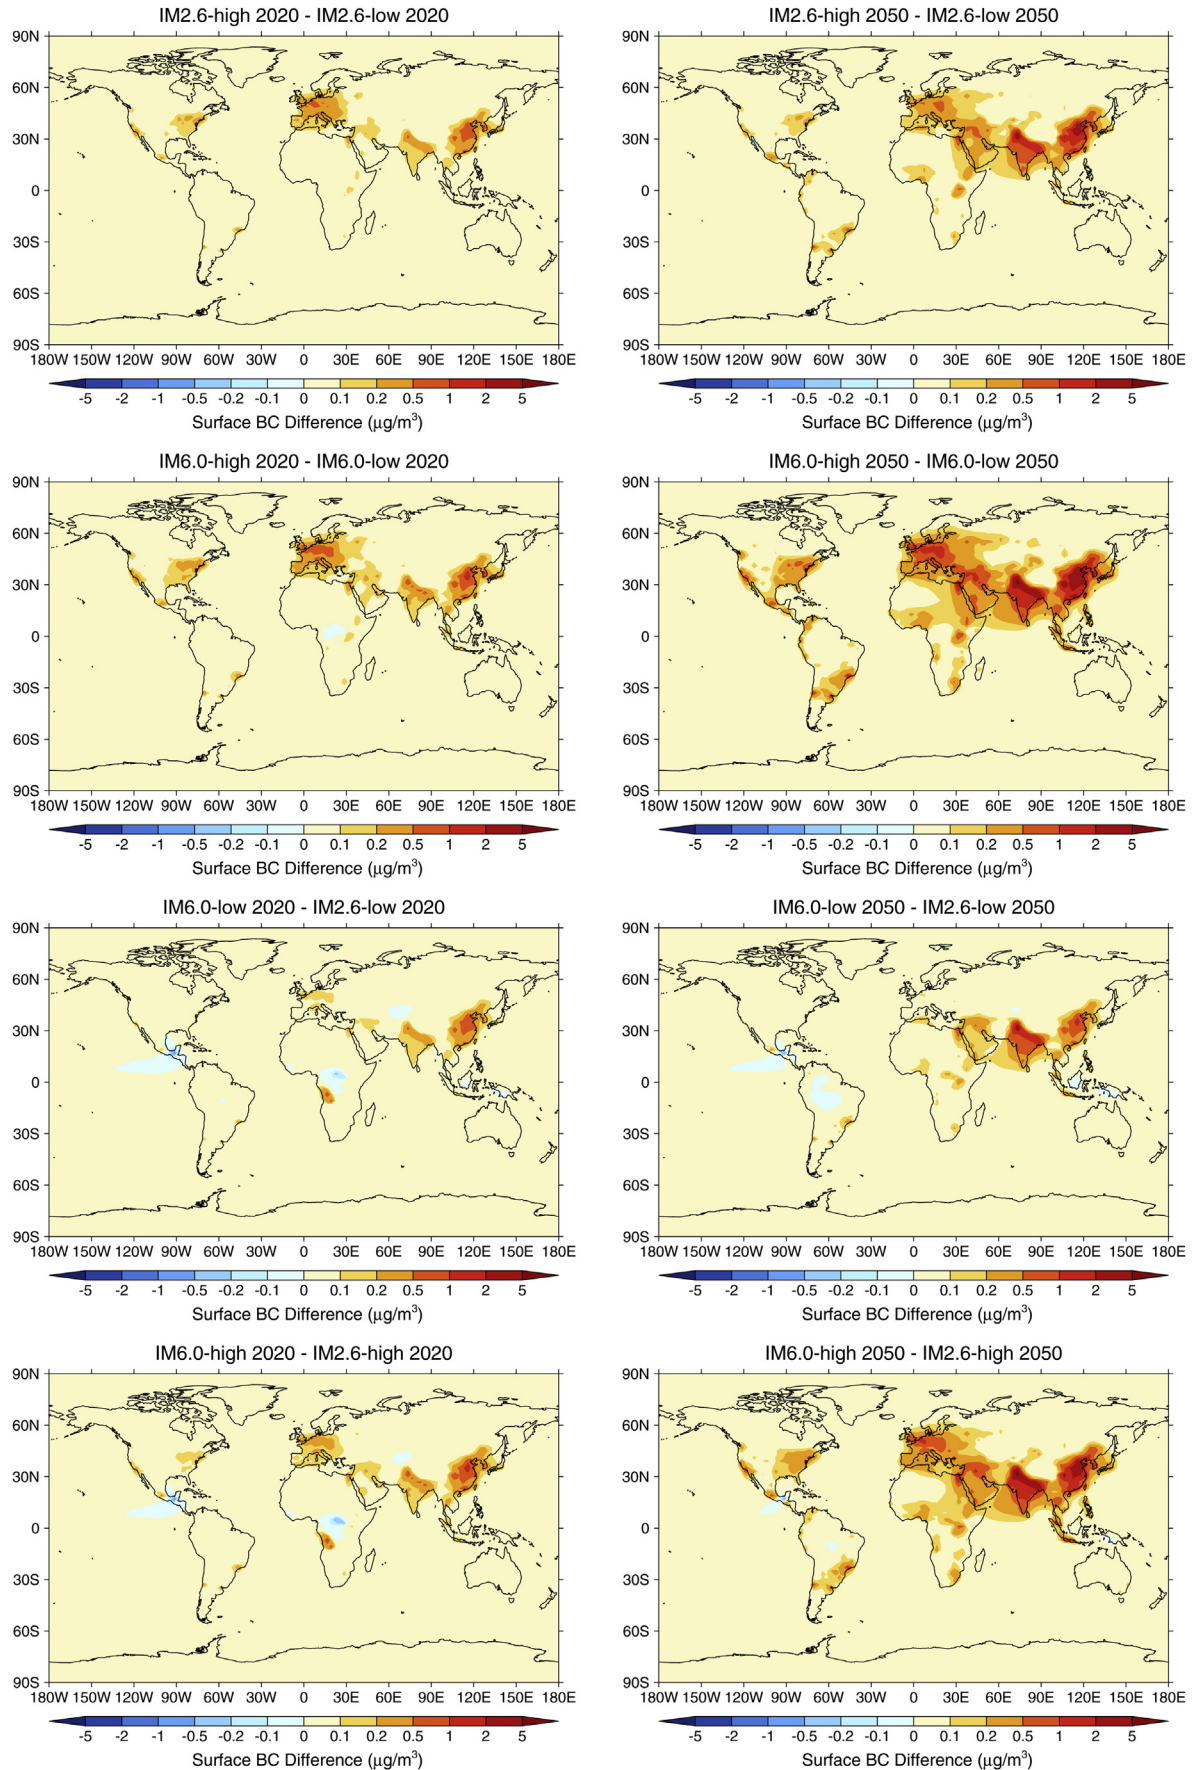 IM2.6-high 2020 - IM2.6-low 2020
90N
60N
30N
0
30S
60S
90S
180W 150W 120W 90W 60W 30W 0 30E 60E 90E 120E 150E 180E
-5 -2 -1 -0.5 -0.2 -0.1 0 0.1 0.2 0.5 1 2 5
Surface BC Difference (μg/m³)
IM2.6-high 2050 - IM2.6-low 2050
90N
60N
30N
0
30S
60S
90S
180W 150W 120W 90W 60W 30W 0 30E 60E 90E 120E 150E 180E
-5 -2 -1 -0.5 -0.2 -0.1 0 0.1 0.2 0.5 1 2 5
Surface BC Difference (μg/m³)
IM6.0-high 2020 - IM6.0-low 2020
90N
60N
30N
0
30S
60S
90S
180W 150W 120W 90W 60W 30W 0 30E 60E 90E 120E 150E 180E
-5 -2 -1 -0.5 -0.2 -0.1 0 0.1 0.2 0.5 1 2 5
Surface BC Difference (μg/m³)
IM6.0-high 2050 - IM6.0-low 2050
90N
60N
30N
0
30S
60S
90S
180W 150W 120W 90W 60W 30W 0 30E 60E 90E 120E 150E 180E
-5 -2 -1 -0.5 -0.2 -0.1 0 0.1 0.2 0.5 1 2 5
Surface BC Difference (μg/m³)
IM6.0-low 2020 - IM2.6-low 2020
90N
60N
30N
0
30S
60S
90S
180W 150W 120W 90W 60W 30W 0 30E 60E 90E 120E 150E 180E
-5 -2 -1 -0.5 -0.2 -0.1 0 0.1 0.2 0.5 1 2 5
Surface BC Difference (μg/m³)
IM6.0-low 2050 - IM2.6-low 2050
90N
60N
30N
0
30S
60S
90S
180W 150W 120W 90W 60W 30W 0 30E 60E 90E 120E 150E 180E
-5 -2 -1 -0.5 -0.2 -0.1 0 0.1 0.2 0.5 1 2 5
Surface BC Difference (μg/m³)
IM6.0-high 2020 - IM2.6-high 2020
90N
60N
30N
0
30S
60S
90S
180W 150W 120W 90W 60W 30W 0 30E 60E 90E 120E 150E 180E
-5 -2 -1 -0.5 -0.2 -0.1 0 0.1 0.2 0.5 1 2 5
Surface BC Difference (μg/m³)
IM6.0-high 2050 - IM2.6-high 2050
90N
60N
30N
0
30S
60S
90S
180W 150W 120W 90W 60W 30W 0 30E 60E 90E 120E 150E 180E
-5 -2 -1 -0.5 -0.2 -0.1 0 0.1 0.2 0.5 1 2 5
Surface BC Difference (μg/m³)